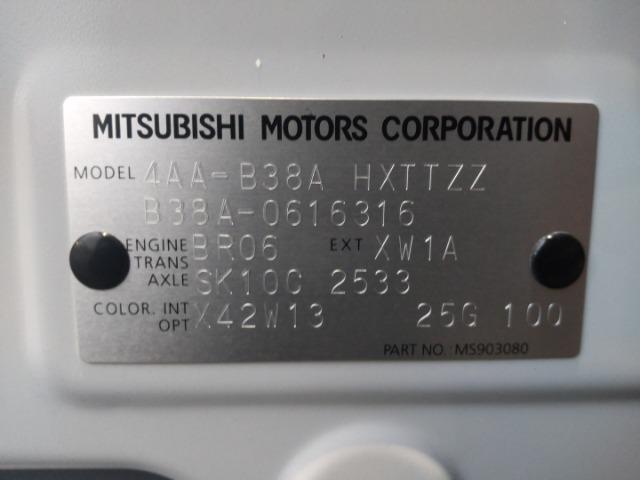 MITSUBISHI MOTORS CORPORATION
MODEL 4AA-B38A HXTTZZ
B38A-0616316
ENGINE BR06 EXT XW1A
TRANS
AXLE SK10C 2533
COLOR. INT X42W13 25G 100
OPT
PART NO.: MS903080